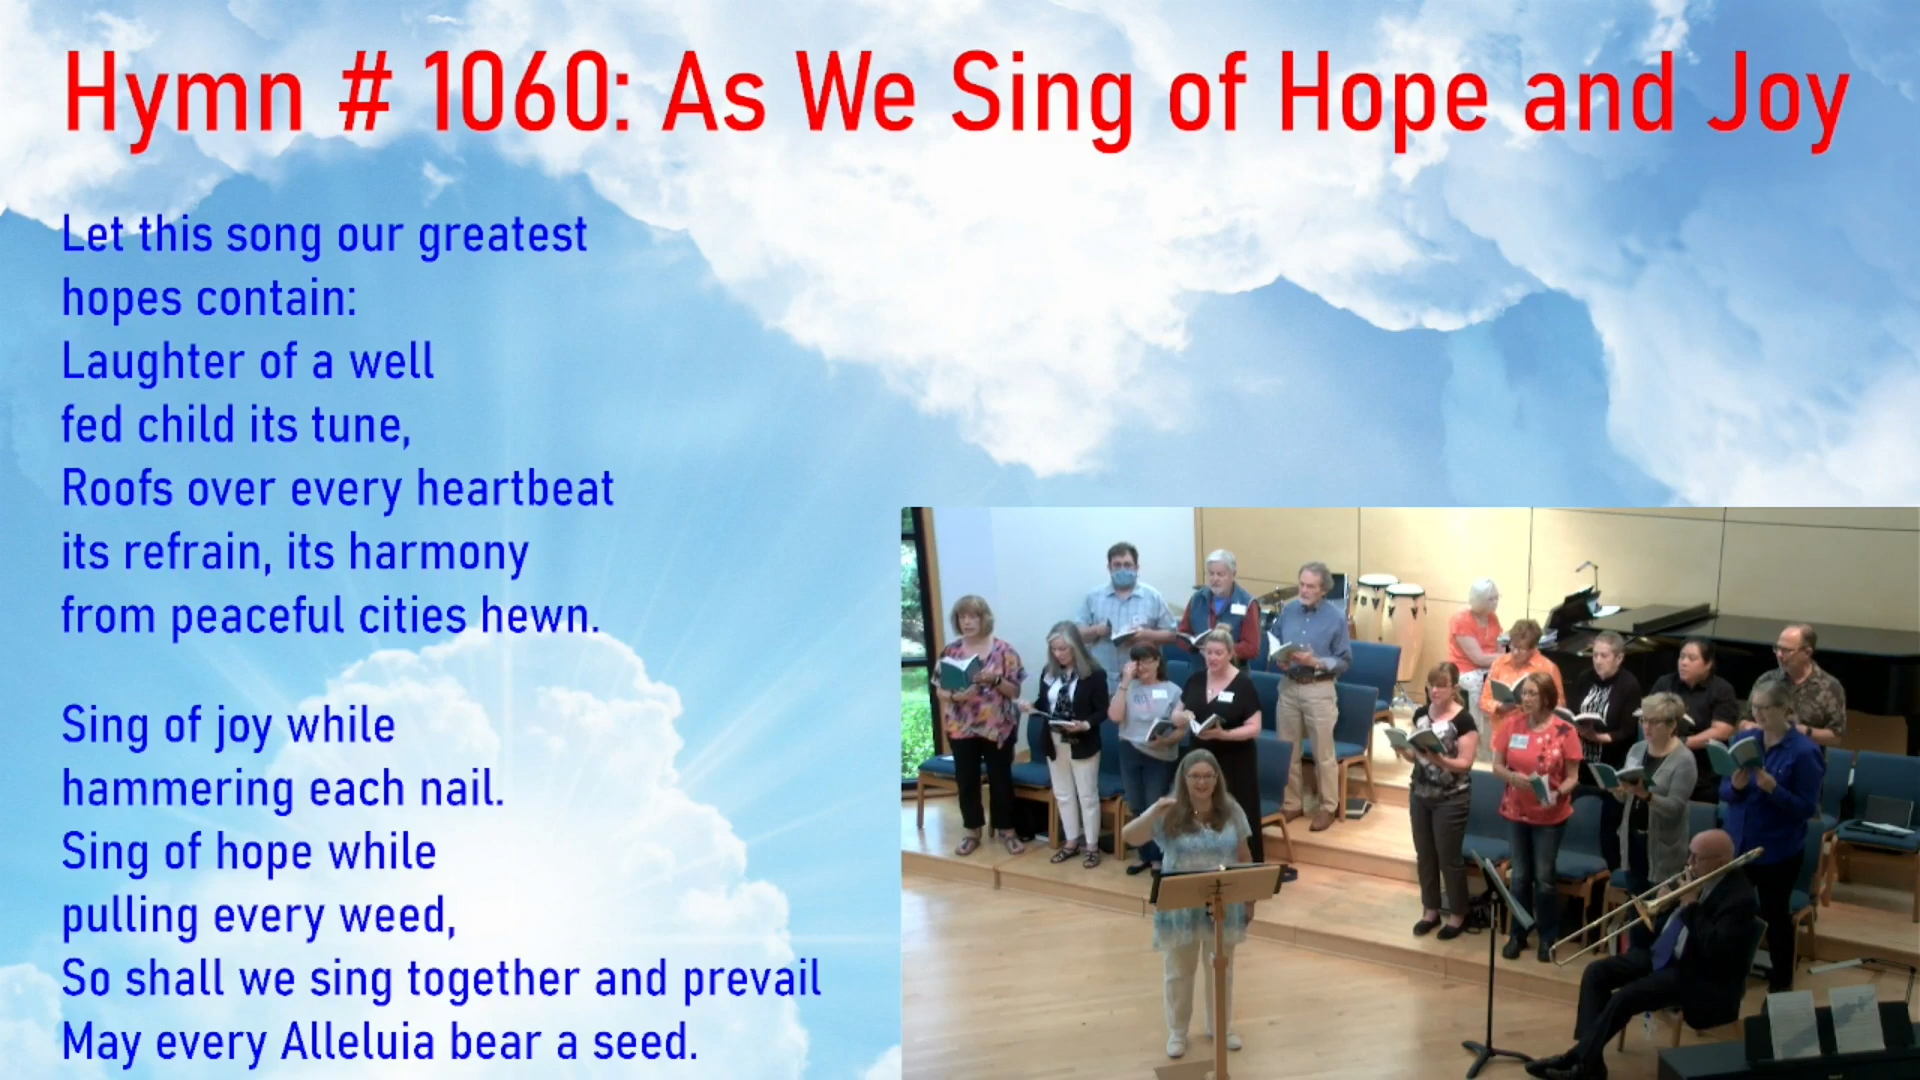 Hymn # 1060: As We Sing of Hope and Joy
Let this song our greatest
hopes contain:
Laughter of a well
fed child its tune,
Roofs over every heartbeat
its refrain, its harmony
from peaceful cities hewn.
Sing of joy while
hammering each nail.
Sing of hope while
pulling every weed,
So shall we sing together and prevail
May every Alleluia bear a seed.